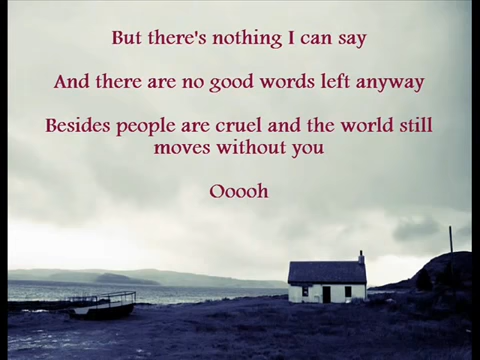 But there's nothing I can say
And there are no good words left anyway
Besides people are cruel and the world still
moves without you
Ooooh